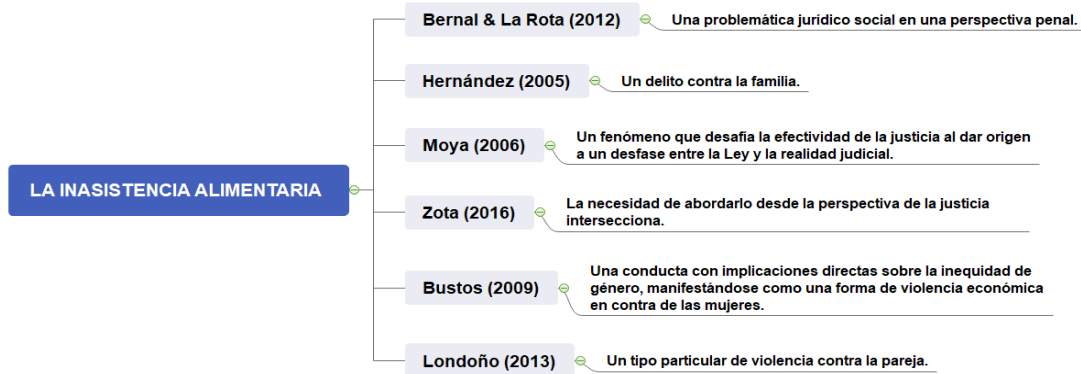 LA INASISTENCIA ALIMENTARIA
Bernal & La Rota (2012)
Una problemática jurídico social en una perspectiva penal.
Hernández (2005)
Un delito contra la familia.
Moya (2006)
Un fenómeno que desafía la efectividad de la justicia al dar origen
a un desfase entre la Ley y la realidad judicial.
Zota (2016)
La necesidad de abordarlo desde la perspectiva de la justicia
intersecciona.
Bustos (2009)
Una conducta con implicaciones directas sobre la inequidad de
género, manifestándose como una forma de violencia económica
en contra de las mujeres.
Londoño (2013)
Un tipo particular de violencia contra la pareja.